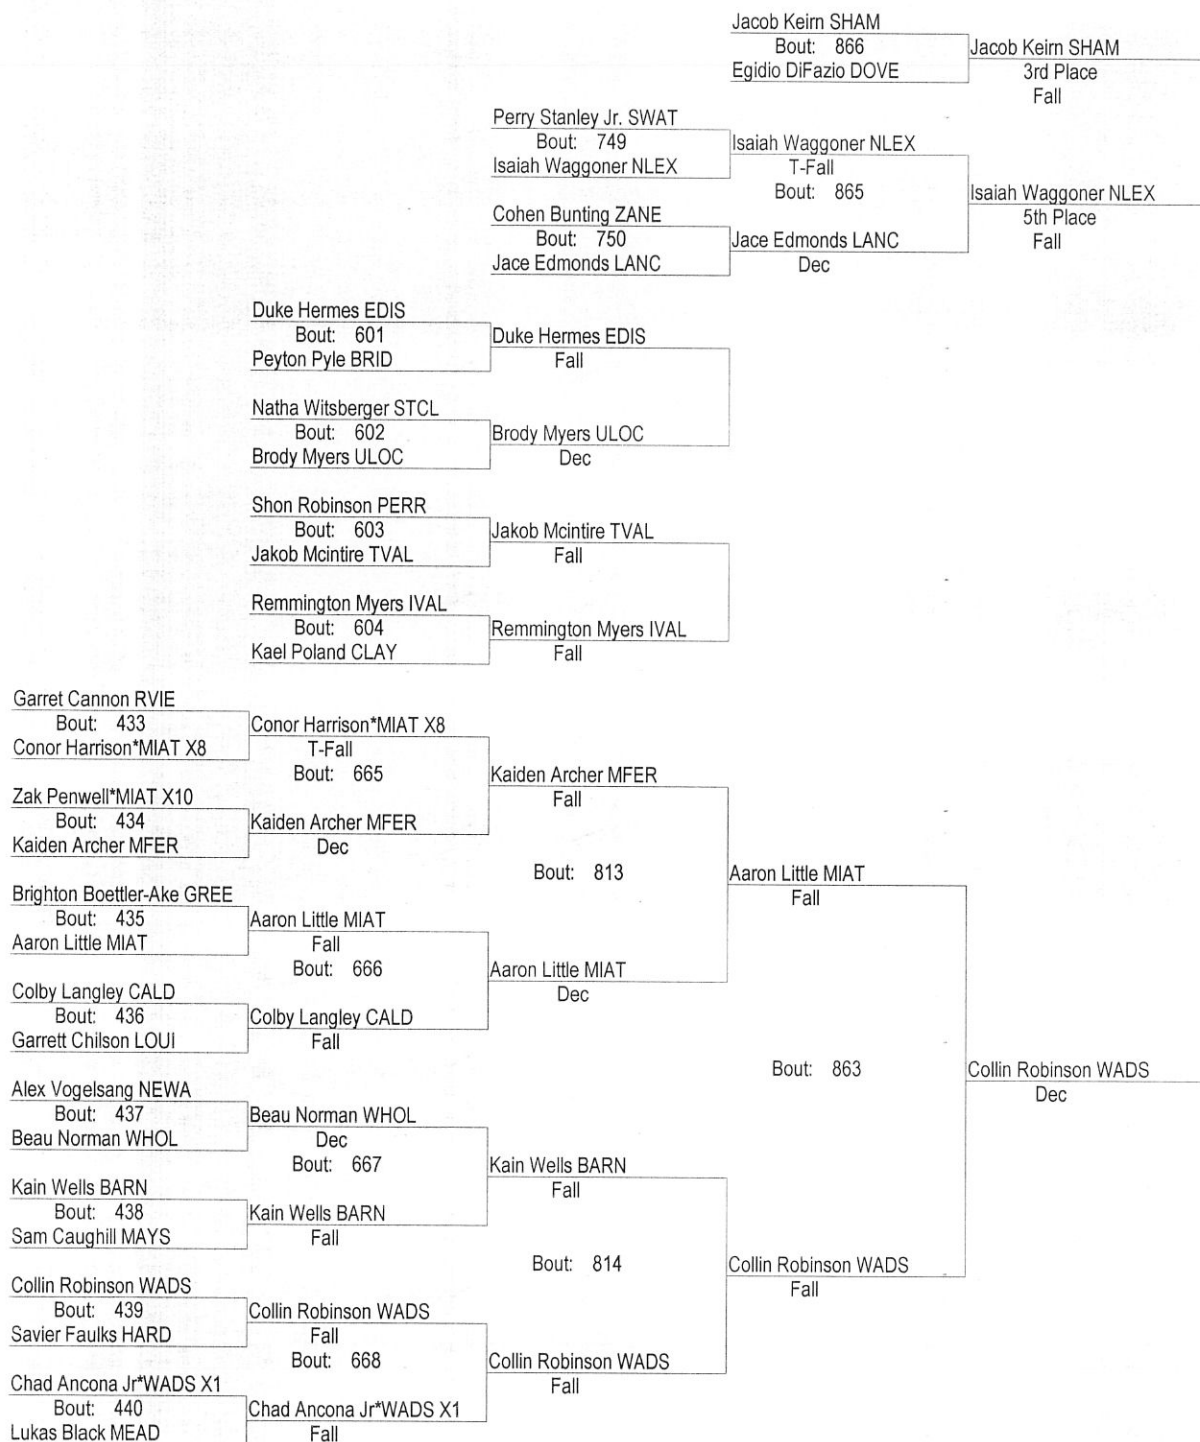 Jacob Keirn SHAM
Bout: 866
Egidio DiFazio DOVE
Jacob Keirn SHAM
3rd Place
Fall
Perry Stanley Jr. SWAT
Bout: 749
Isaiah Waggoner NLEX
Isaiah Waggoner NLEX
T-Fall
Bout: 865
Isaiah Waggoner NLEX
5th Place
Fall
Cohen Bunting ZANE
Bout: 750
Jace Edmonds LANC
Jace Edmonds LANC
Dec
Duke Hermes EDIS
Bout: 601
Peyton Pyle BRID
Duke Hermes EDIS
Fall
Natha Witsberger STCL
Bout: 602
Brody Myers ULOC
Brody Myers ULOC
Dec
Shon Robinson PERR
Bout: 603
Jakob Mcintire TVAL
Jakob Mcintire TVAL
Fall
Remmington Myers IVAL
Bout: 604
Kael Poland CLAY
Remmington Myers IVAL
Fall
Garret Cannon RVIE
Bout: 433
Conor Harrison*MIAT X8
Conor Harrison*MIAT X8
T-Fall
Bout: 665
Kaiden Archer MFER
Fall
Zak Penwell*MIAT X10
Bout: 434
Kaiden Archer MFER
Kaiden Archer MFER
Dec
Bout: 813
Aaron Little MIAT
Fall
Brighton Boettler-Ake GREE
Bout: 435
Aaron Little MIAT
Aaron Little MIAT
Fall
Bout: 666
Aaron Little MIAT
Dec
Colby Langley CALD
Bout: 436
Garrett Chilson LOUI
Colby Langley CALD
Fall
Bout: 863
Collin Robinson WADS
Dec
Alex Vogelsang NEWA
Bout: 437
Beau Norman WHOL
Beau Norman WHOL
Dec
Bout: 667
Kain Wells BARN
Fall
Kain Wells BARN
Bout: 438
Sam Caughill MAYS
Kain Wells BARN
Fall
Bout: 814
Collin Robinson WADS
Fall
Collin Robinson WADS
Bout: 439
Savier Faulks HARD
Collin Robinson WADS
Fall
Bout: 668
Collin Robinson WADS
Fall
Chad Ancona Jr*WADS X1
Bout: 440
Lukas Black MEAD
Chad Ancona Jr*WADS X1
Fall